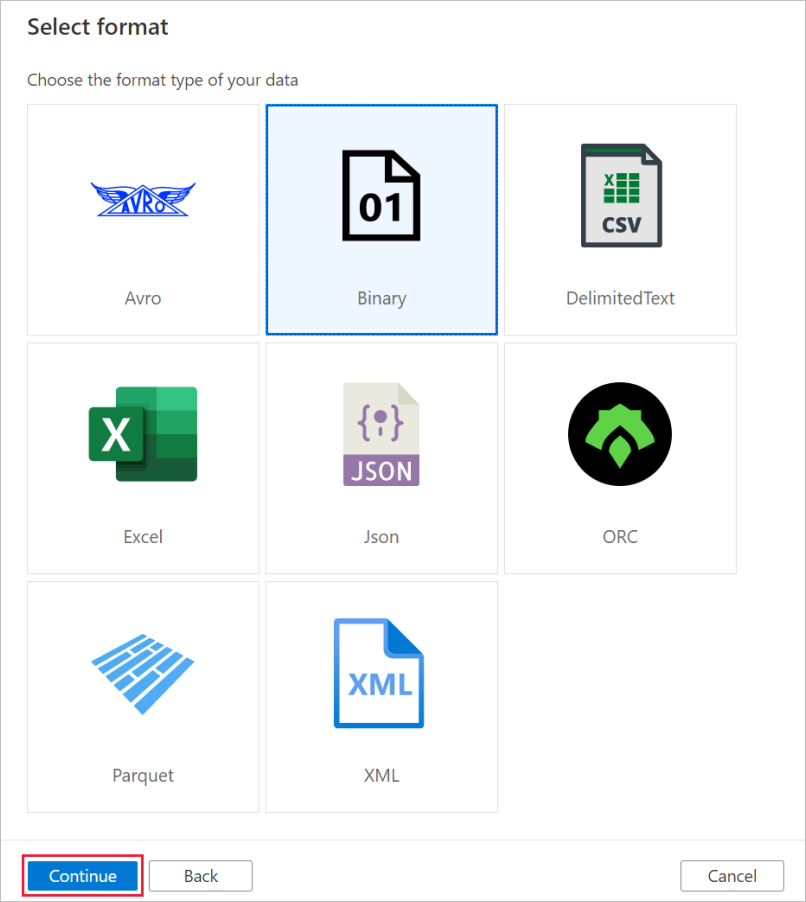 Select format
Choose the format type of your data
AVRO
01
X
CSV
Avro
Binary
DelimitedText
X
{ }
JSON
Excel
Json
ORC
XML
Parquet
XML
Continue
Back
Cancel